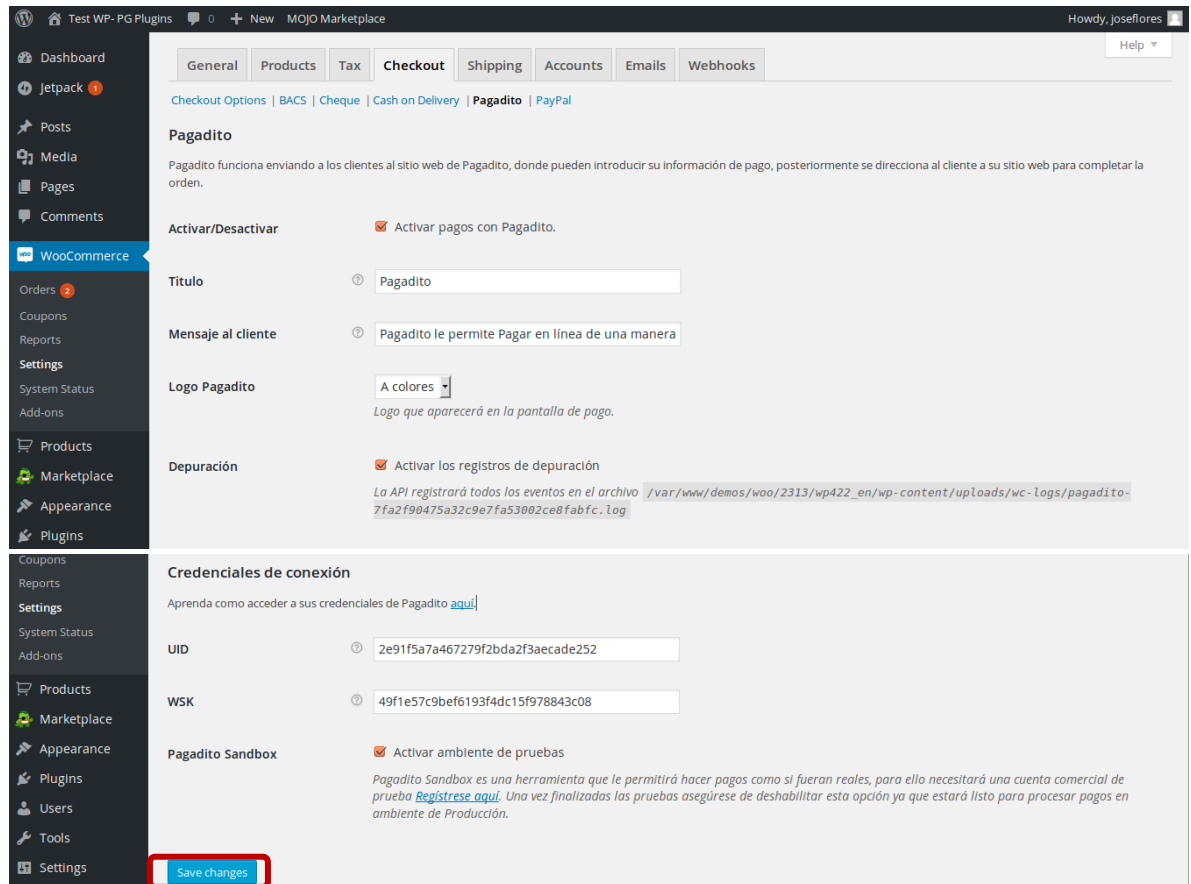 Test WP- PG Plugins 0 New MOJO Marketplace Howdy, joseflores
Help
Dashboard
Jetpack 1
Posts
Media
Pages
Comments
WooCommerce
Orders 2
Coupons
Reports
Settings
System Status
Add-ons
Products
Marketplace
Appearance
Plugins
General Products Tax Checkout Shipping Accounts Emails Webhooks
Checkout Options | BACS | Cheque | Cash on Delivery | Pagadito | PayPal
Pagadito
Pagadito funciona enviando a los clientes al sitio web de Pagadito, donde pueden introducir su información de pago, posteriormente se direcciona al cliente a su sitio web para completar la
orden.
Activar/Desactivar Activar pagos con Pagadito.
Titulo ? Pagadito
Mensaje al cliente ? Pagadito le permite Pagar en línea de una manera
Logo Pagadito A colores
Logo que aparecerá en la pantalla de pago.
Depuración Activar los registros de depuración
La API registrará todos los eventos en el archivo /var/www/demos/woo/2313/wp422_en/wp-content/uploads/wc-logs/pagadito-
7fa2f90475a32c9e7fa53002ce8fabfc.log
Coupons
Reports
Settings
System Status
Add-ons
Products
Marketplace
Appearance
Plugins
Users
Tools
Settings
Credenciales de conexión
Aprenda como acceder a sus credenciales de Pagadito aquí.
UID ? 2e91f5a7a467279f2bda2f3aecade252
WSK ? 49f1e57c9bef6193f4dc15f978843c08
Pagadito Sandbox Activar ambiente de pruebas
Pagadito Sandbox es una herramienta que le permitirá hacer pagos como si fueran reales, para ello necesitará una cuenta comercial de
prueba Regístrese aquí. Una vez finalizadas las pruebas asegúrese de deshabilitar esta opción ya que estará listo para procesar pagos en
ambiente de Producción.
Save changes